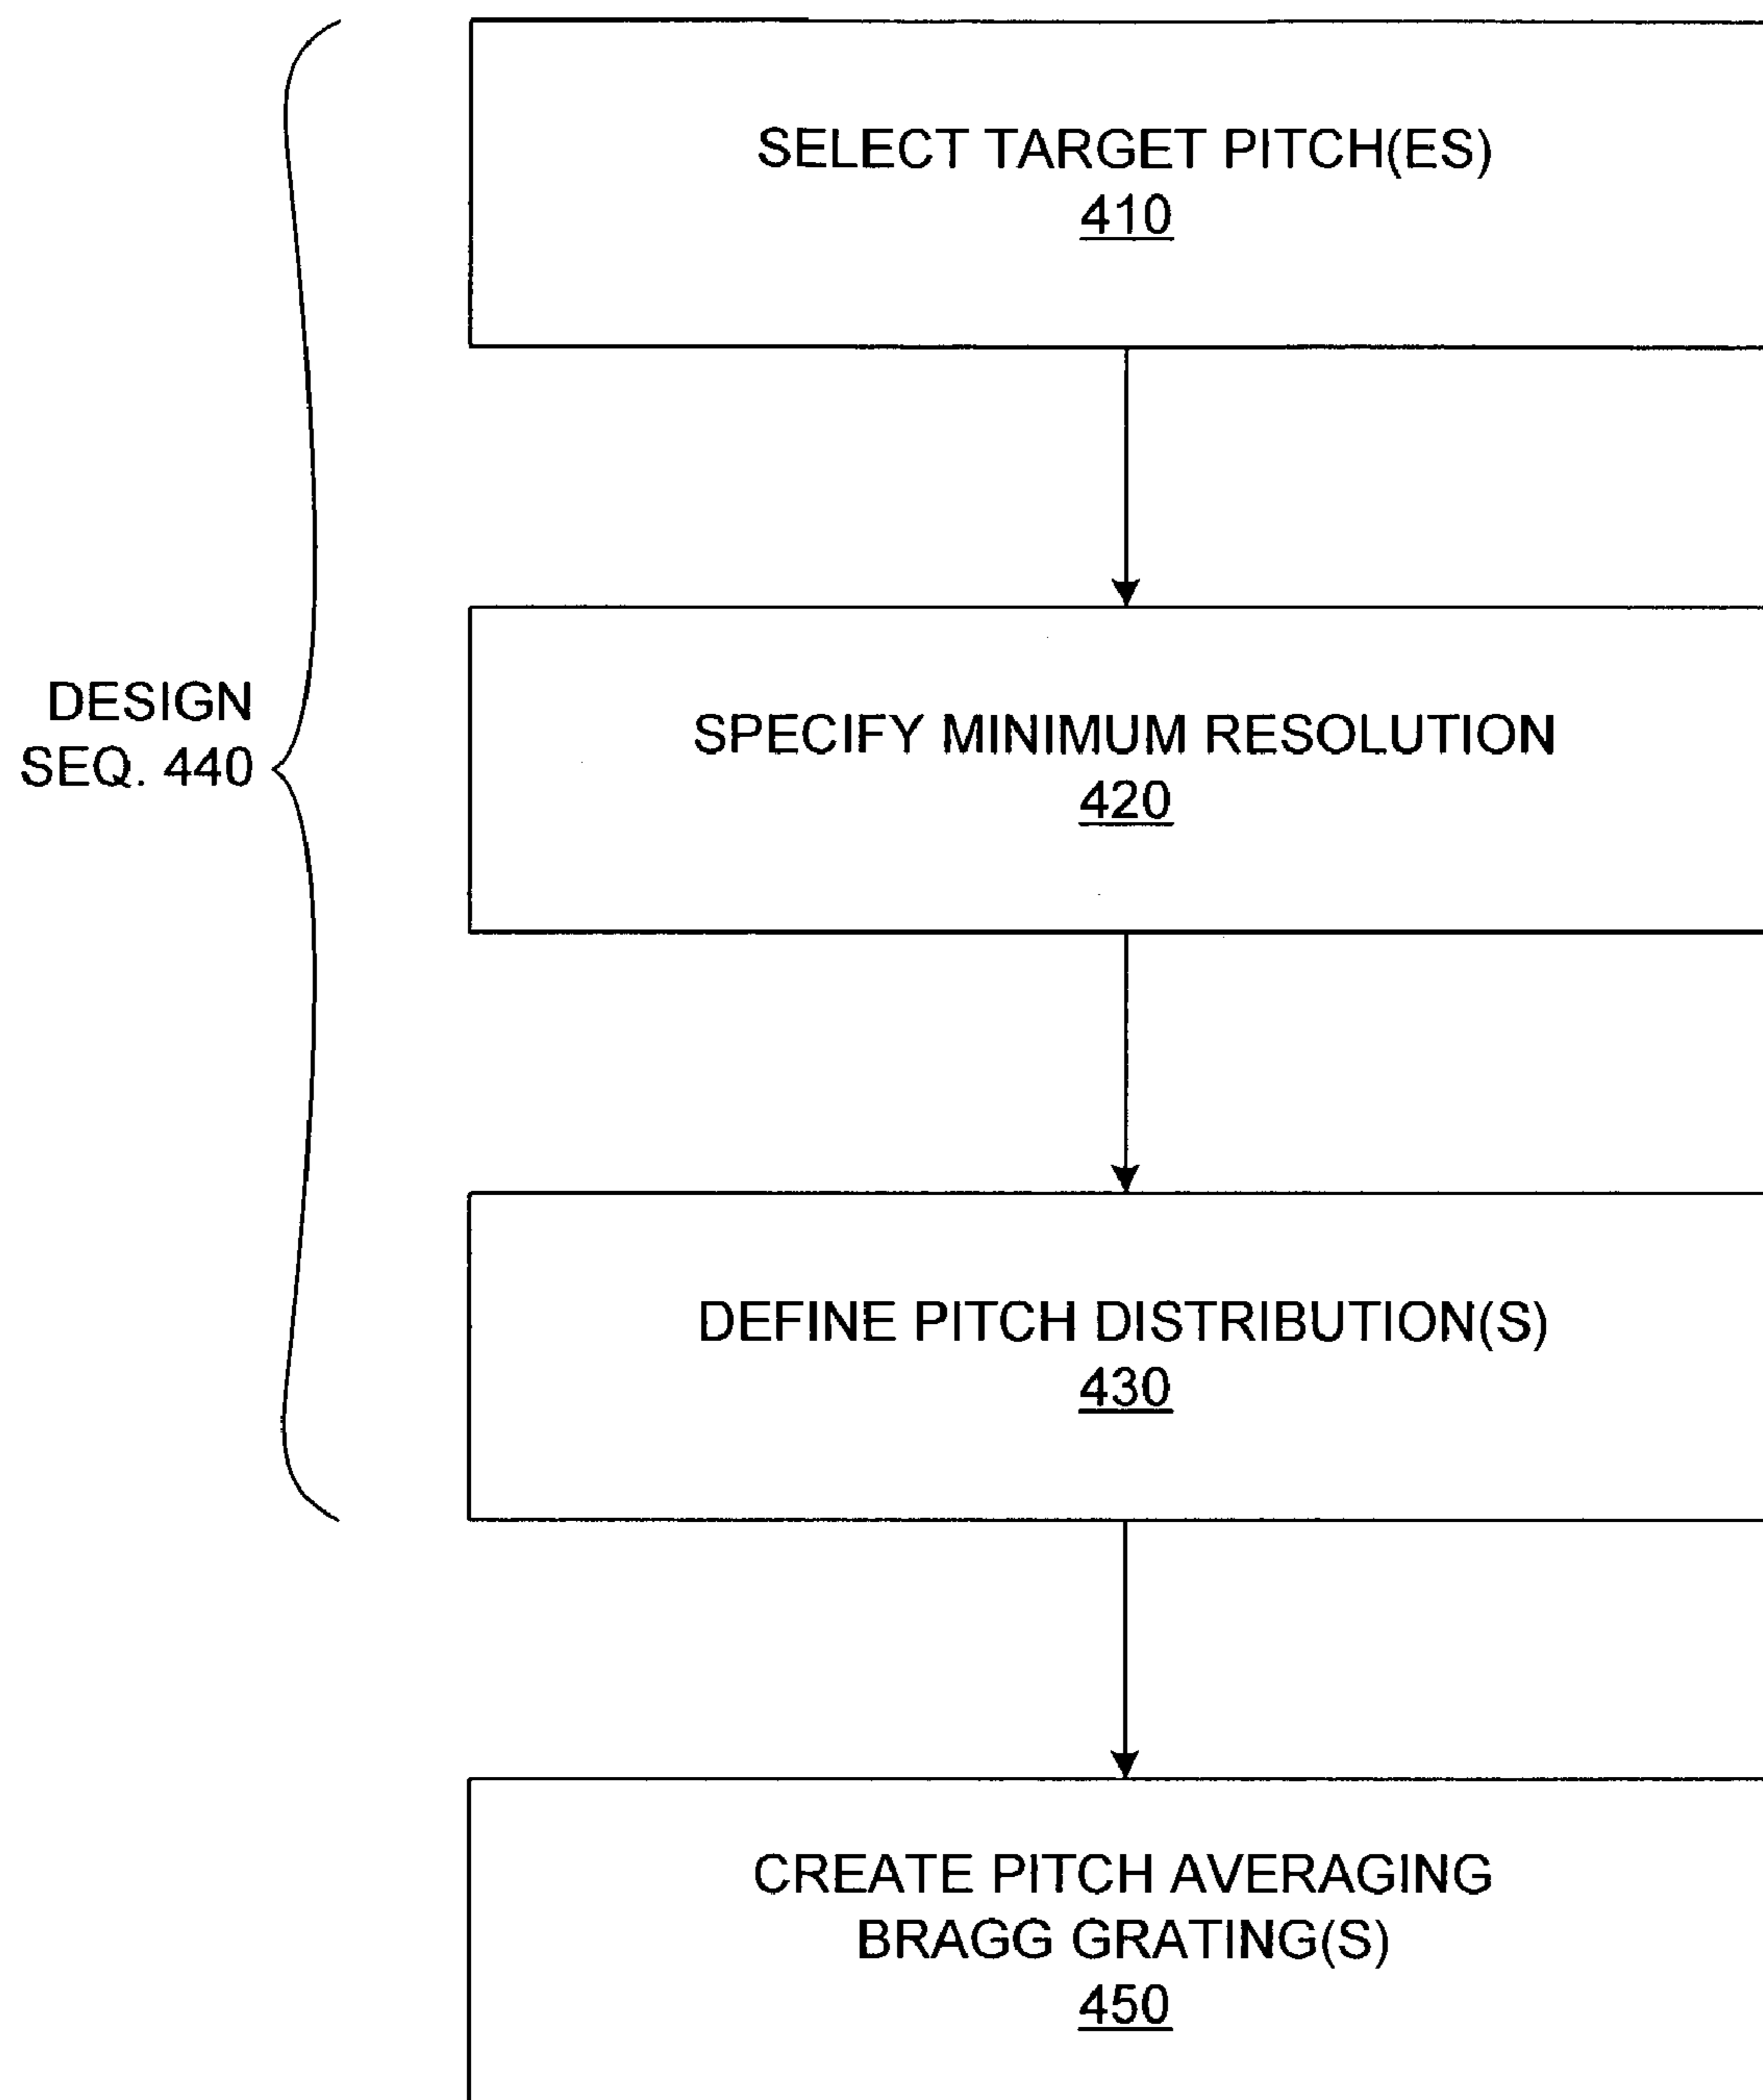 SELECT TARGET PITCH(ES)
410
DESIGN
SEQ. 440
SPECIFY MINIMUM RESOLUTION
420
DEFINE PITCH DISTRIBUTION(S)
430
CREATE PITCH AVERAGING
BRAGG GRATING(S)
450